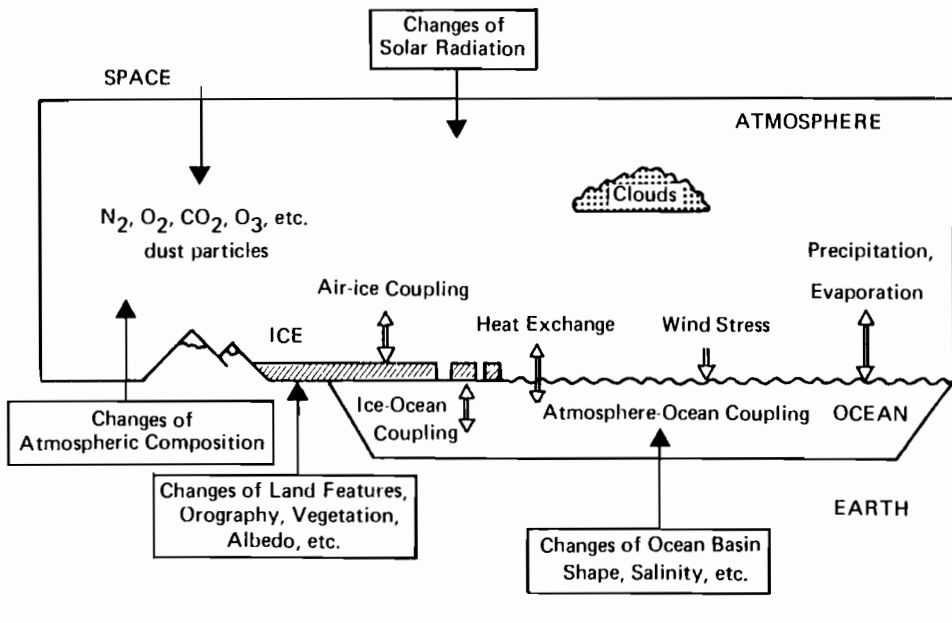 Changes of
Solar Radiation
SPACE
ATMOSPHERE
Clouds
N2, O2, CO2, O3, etc.
dust particles
Precipitation,
Evaporation
Air-ice Coupling
ICE
Heat Exchange
Wind Stress
Changes of
Atmospheric Composition
Ice-Ocean
Coupling
Atmosphere-Ocean Coupling
OCEAN
Changes of Land Features,
Orography, Vegetation,
Albedo, etc.
EARTH
Changes of Ocean Basin
Shape, Salinity, etc.